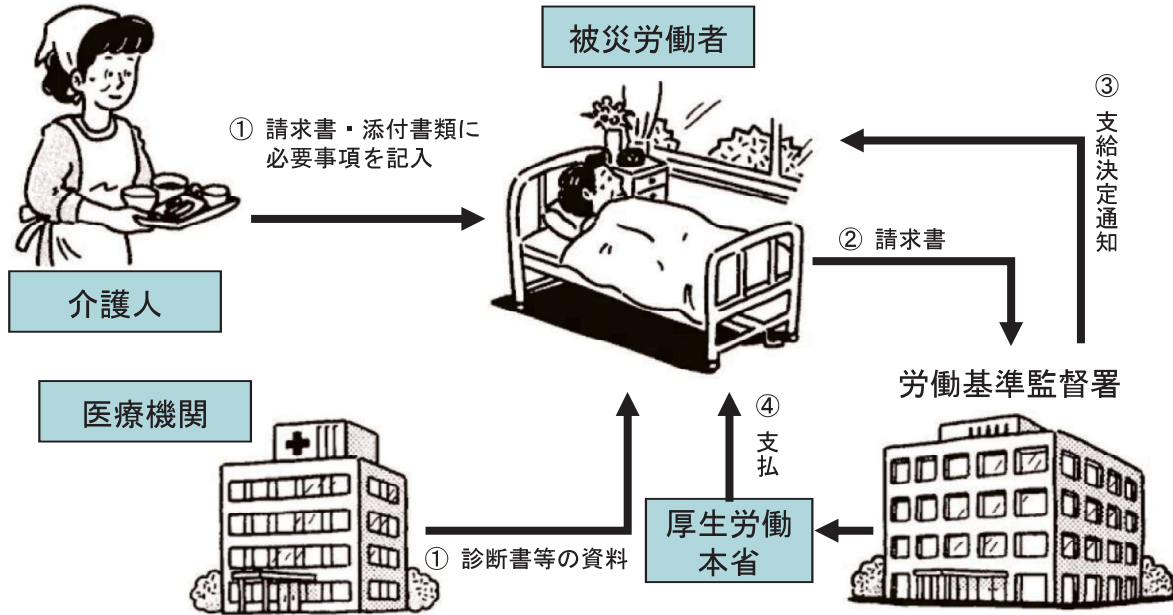 被災労働者
① 請求書・添付書類に
必要事項を記入
③
支給決定通知
② 請求書
介護人
労働基準監督署
医療機関
④
支払
厚生労働
本省
① 診断書等の資料